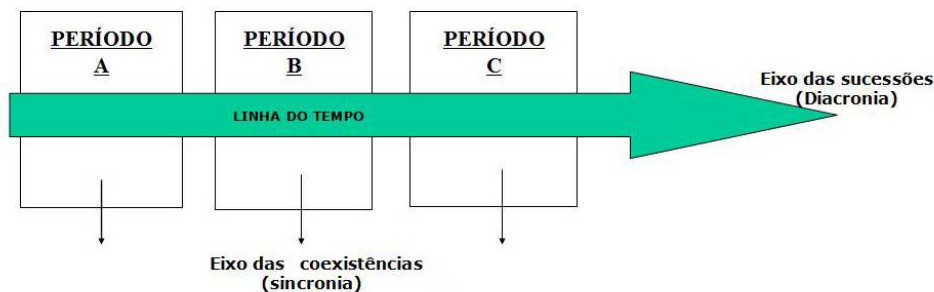 PERÍODO
A
PERÍODO
B
PERÍODO
C
Eixo das sucessões
(Diacronia)
LINHA DO TEMPO
Eixo das coexistências
(sincronia)